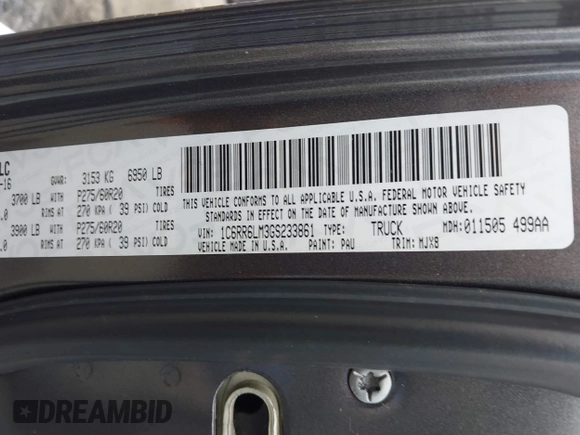 LC
-16
GVWR: 3153 KG 6950 LB
3700 LB P275/60R20 TIRES
.0 RIMS AT 270 KPA ( 39 PSI) COLD
3900 LB P275/60R20 TIRES
.0 RIMS AT 270 KPA ( 39 PSI) COLD
THIS VEHICLE CONFORMS TO ALL APPLICABLE U.S.A. FEDERAL MOTOR VEHICLE SAFETY
STANDARDS IN EFFECT ON THE DATE OF MANUFACTURE SHOWN ABOVE.
VIN: 1C6RR6LM3GS233861 TYPE: TRUCK MDH: 011505 499AA
VEHICLE MADE IN U.S.A. PAINT: PAU TRIM: MJX8
DREAMBID